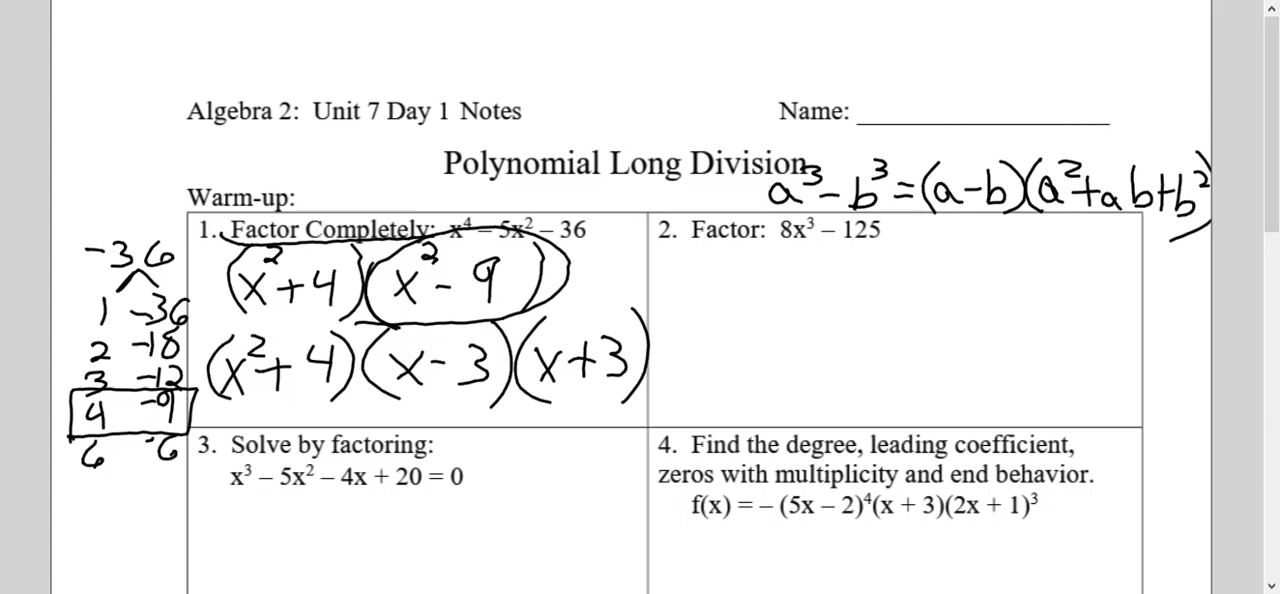 Algebra 2: Unit 7 Day 1 Notes
Name: ____________________
Polynomial Long Division
a³ – b³ = (a – b)(a² + ab + b²)
Warm-up:
1. Factor Completely: x⁴ – 5x² – 36
(x² + 4)(x² – 9)
(x² + 4)(x – 3)(x + 3)
–36
1 –36
2 –18
3 –12
4 –9
6 –6
2. Factor: 8x³ – 125
3. Solve by factoring:
x³ – 5x² – 4x + 20 = 0
4. Find the degree, leading coefficient,
zeros with multiplicity and end behavior.
f(x) = – (5x – 2)⁴(x + 3)(2x + 1)³